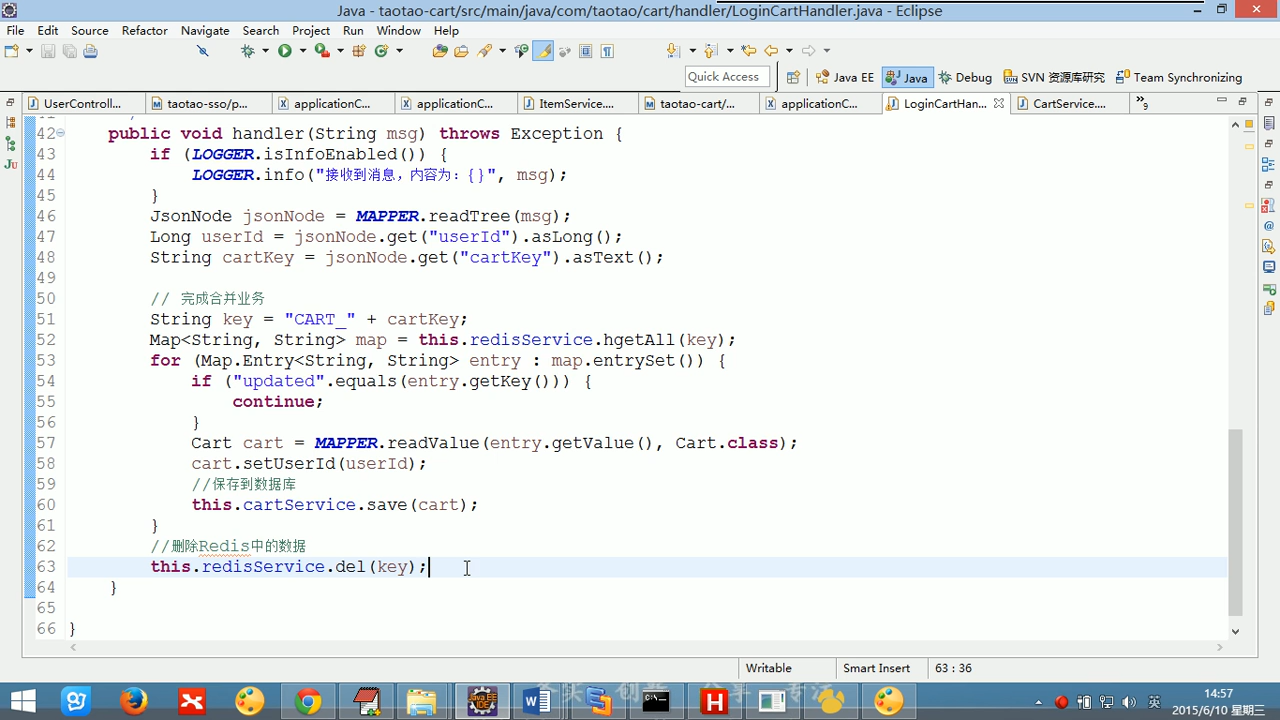 Java - taotao-cart/src/main/java/com/taotao/cart/handler/LoginCartHandler.java - Eclipse
File Edit Source Refactor Navigate Search Project Run Window Help
Quick Access Java EE Java Debug SVN 资源库研究 Team Synchronizing
UserControll... taotao-sso/p... applicationC... applicationC... ItemService.... taotao-cart/... applicationC... LoginCartHan... CartService.... »9
42 public void handler(String msg) throws Exception {
43 if (LOGGER.isInfoEnabled()) {
44 LOGGER.info("接收到消息，内容为：{}", msg);
45 }
46 JsonNode jsonNode = MAPPER.readTree(msg);
47 Long userId = jsonNode.get("userId").asLong();
48 String cartKey = jsonNode.get("cartKey").asText();
49
50 // 完成合并业务
51 String key = "CART_" + cartKey;
52 Map<String, String> map = this.redisService.hgetAll(key);
53 for (Map.Entry<String, String> entry : map.entrySet()) {
54 if ("updated".equals(entry.getKey())) {
55 continue;
56 }
57 Cart cart = MAPPER.readValue(entry.getValue(), Cart.class);
58 cart.setUserId(userId);
59 //保存到数据库
60 this.cartService.save(cart);
61 }
62 //删除Redis中的数据
63 this.redisService.del(key);
64 }
65
66 }
Writable Smart Insert 63 : 36
英 14:57
2015/6/10 星期三